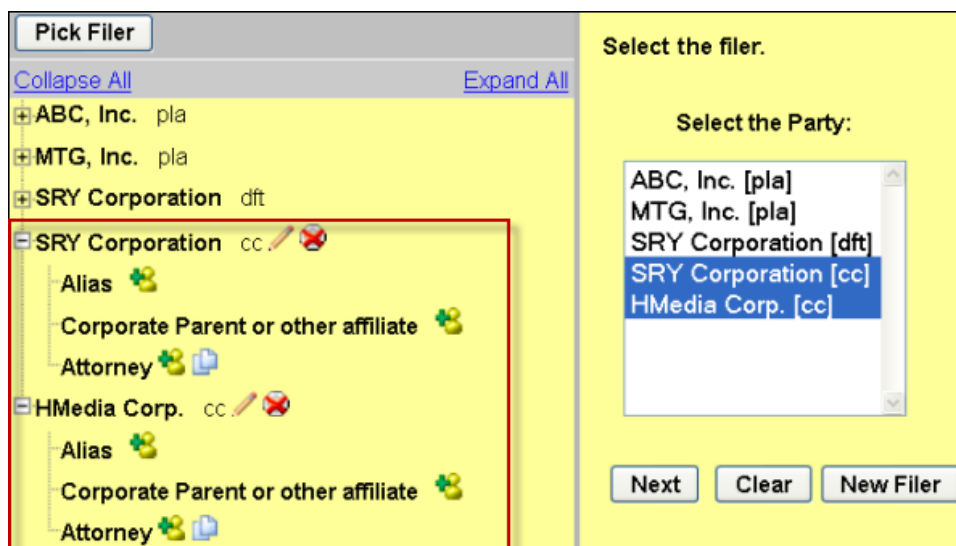 Pick Filer
Collapse All Expand All
ABC, Inc. pla
MTG, Inc. pla
SRY Corporation dft
SRY Corporation cc
Alias
Corporate Parent or other affiliate
Attorney
HMedia Corp. cc
Alias
Corporate Parent or other affiliate
Attorney
Select the filer.
Select the Party:
ABC, Inc. [pla]
MTG, Inc. [pla]
SRY Corporation [dft]
SRY Corporation [cc]
HMedia Corp. [cc]
Next Clear New Filer